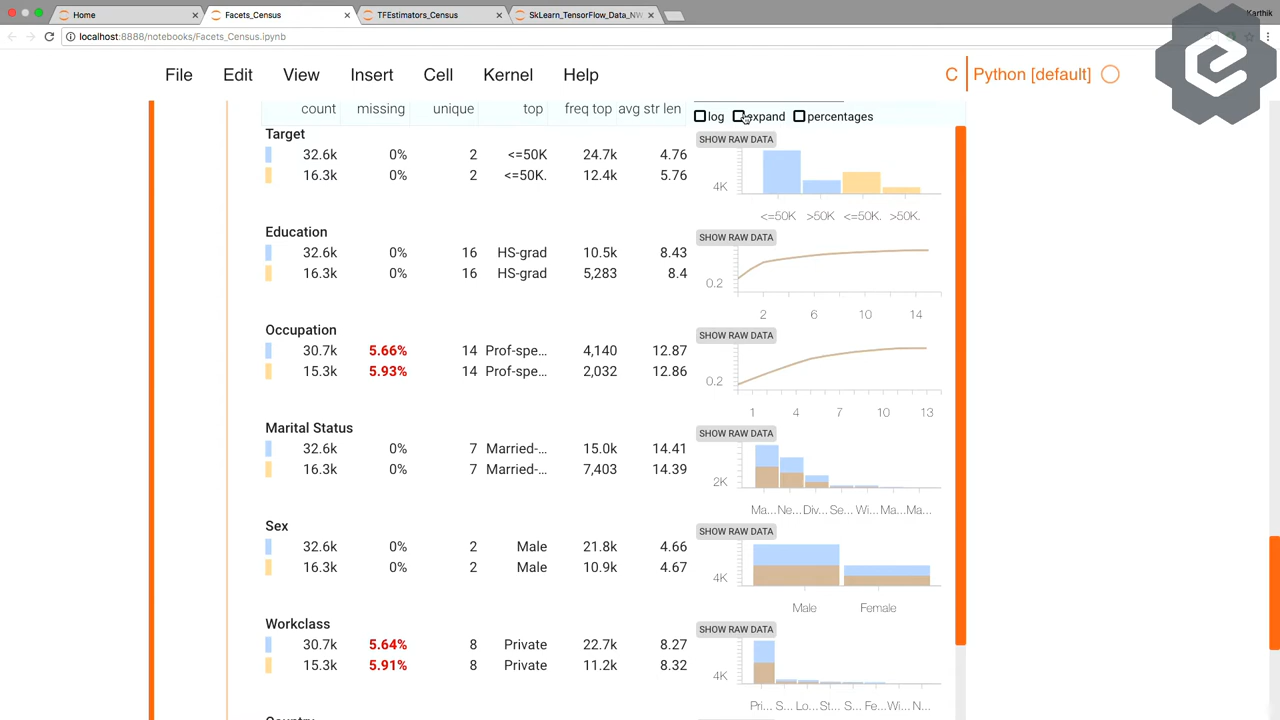 Home
Facets_Census
TFEstimators_Census
SkLearn_TensorFlow_Data_NW
Karthik
localhost:8888/notebooks/Facets_Census.ipynb
File Edit View Insert Cell Kernel Help
C Python [default]
count missing unique top freq top avg str len
log expand percentages
Target
SHOW RAW DATA
32.6k 0% 2 <=50K 24.7k 4.76
16.3k 0% 2 <=50K. 12.4k 5.76
4K
<=50K >50K <=50K. >50K.
Education
SHOW RAW DATA
32.6k 0% 16 HS-grad 10.5k 8.43
16.3k 0% 16 HS-grad 5,283 8.4
0.2
2 6 10 14
Occupation
SHOW RAW DATA
30.7k 5.66% 14 Prof-spe... 4,140 12.87
15.3k 5.93% 14 Prof-spe... 2,032 12.86
0.2
1 4 7 10 13
Marital Status
SHOW RAW DATA
32.6k 0% 7 Married-... 15.0k 14.41
16.3k 0% 7 Married-... 7,403 14.39
2K
Ma... Ne... Div... Se... Wi... Ma... Ma...
Sex
SHOW RAW DATA
32.6k 0% 2 Male 21.8k 4.66
16.3k 0% 2 Male 10.9k 4.67
4K
Male Female
Workclass
SHOW RAW DATA
30.7k 5.64% 8 Private 22.7k 8.27
15.3k 5.91% 8 Private 11.2k 8.32
4K
Pri... S... Lo... St... S... Fe... Wi... N...